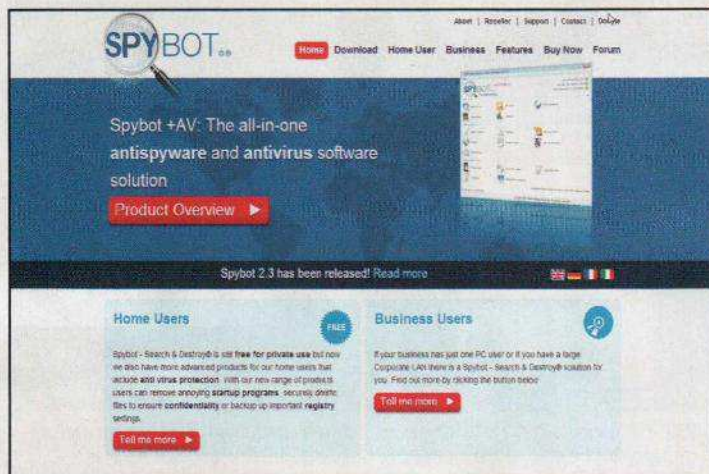 About | Reseller | Support | Contact | Donate
SPYBOT
Home Download Home User Business Features Buy Now Forum
Spybot +AV: The all-in-one
antispyware and antivirus software
solution
Product Overview
Spybot 2.3 has been released! Read more
Home Users
FREE
Spybot - Search & Destroy® is still free for private use but now
we also have more advanced products for our home users that
include anti virus protection. With our new range of products
users can remove annoying startup programs, securely delete
files to ensure confidentiality or backup up important registry
settings.
Tell me more
Business Users
If your business has just one PC user or if you have a large
Corporate LAN there is a Spybot - Search & Destroy® solution for
you. Find out more by clicking the button below
Tell me more